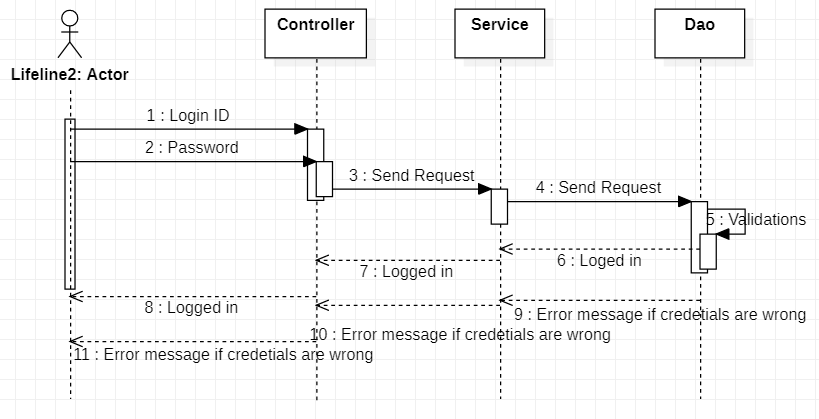 Controller
Service
Dao
Lifeline2: Actor
1 : Login ID
2 : Password
3 : Send Request
4 : Send Request
5 : Validations
6 : Loged in
7 : Logged in
8 : Logged in
9 : Error message if credetials are wrong
10 : Error message if credetials are wrong
11 : Error message if credetials are wrong